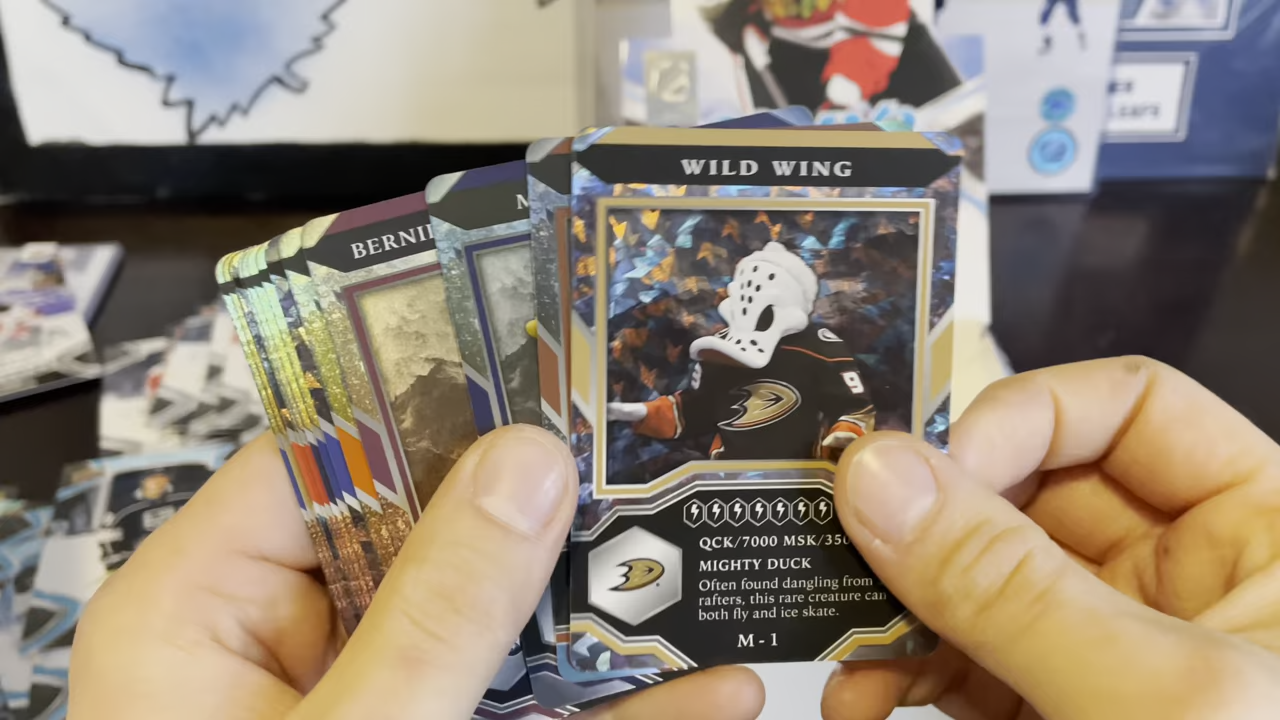 WILD WING
BERNI
M
9
QCK/7000 MSK/350
MIGHTY DUCK
Often found dangling from
rafters, this rare creature can
both fly and ice skate.
M-1